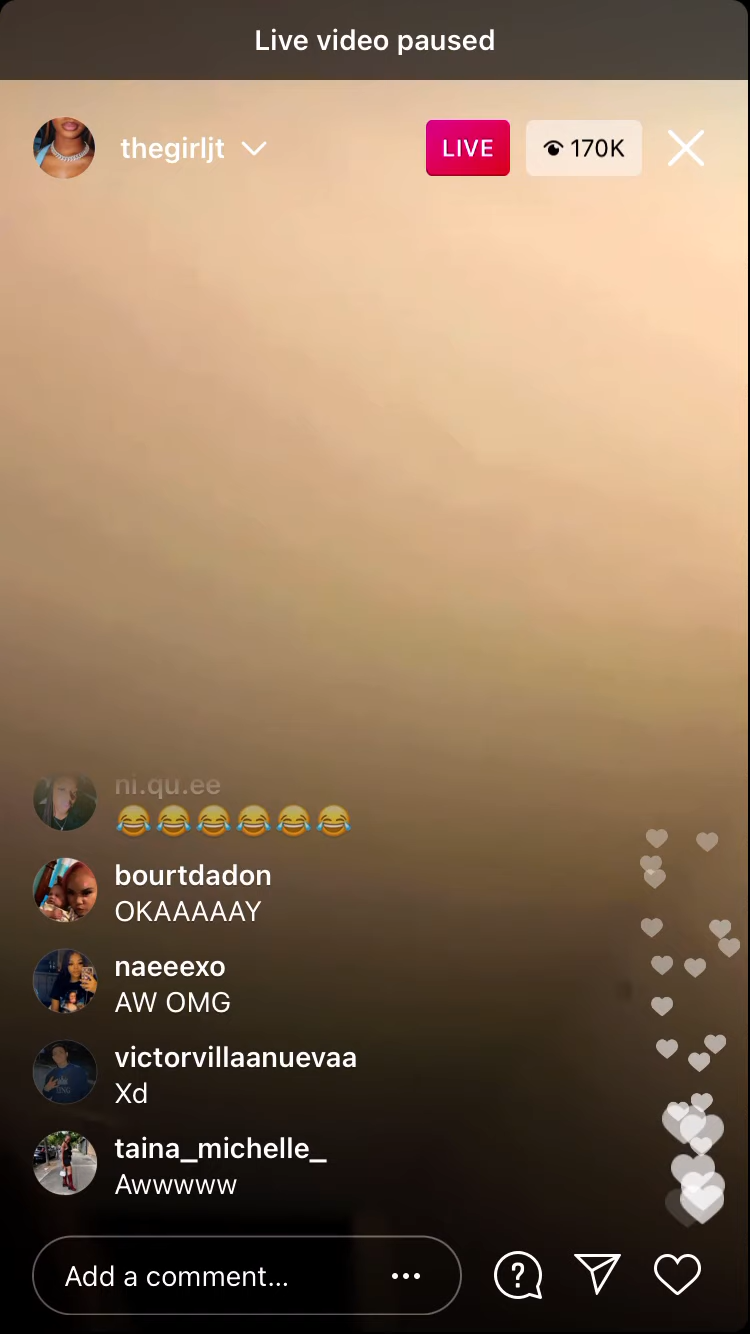 Live video paused
thegirljt
LIVE
170K
ni.qu.ee
😂😂😂😂😂😂
bourtdadon
OKAAAAAY
naeeexo
AW OMG
victorvillaanuevaa
Xd
taina_michelle_
Awwwww
Add a comment...